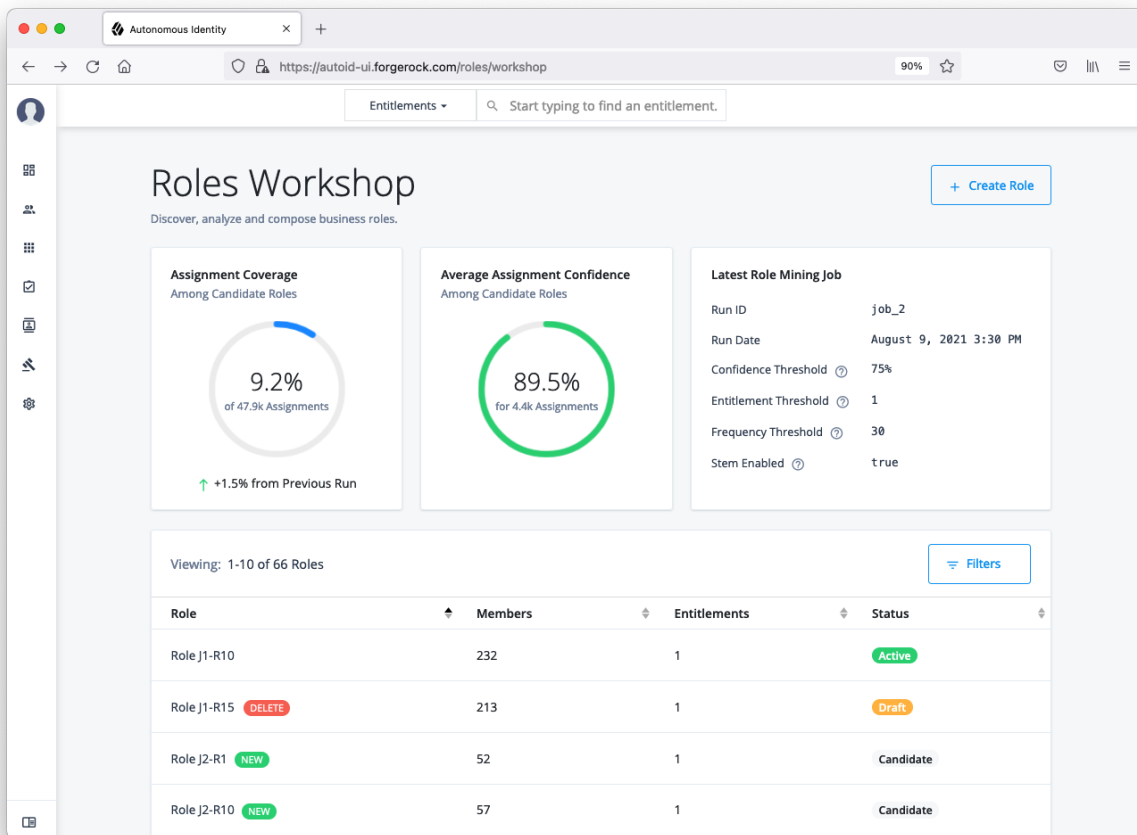 Autonomous Identity
https://autoid-ui.forgerock.com/roles/workshop
90%
Entitlements
Start typing to find an entitlement.
Roles Workshop
Create Role
Discover, analyze and compose business roles.
Assignment Coverage
Among Candidate Roles
9.2%
of 47.9k Assignments
+1.5% from Previous Run
Average Assignment Confidence
Among Candidate Roles
89.5%
for 4.4k Assignments
Latest Role Mining Job
Run ID job_2
Run Date August 9, 2021 3:30 PM
Confidence Threshold 75%
Entitlement Threshold 1
Frequency Threshold 30
Stem Enabled true
Viewing: 1-10 of 66 Roles
Filters
Role Members Entitlements Status
Role J1-R10 232 1 Active
Role J1-R15 DELETE 213 1 Draft
Role J2-R1 NEW 52 1 Candidate
Role J2-R10 NEW 57 1 Candidate